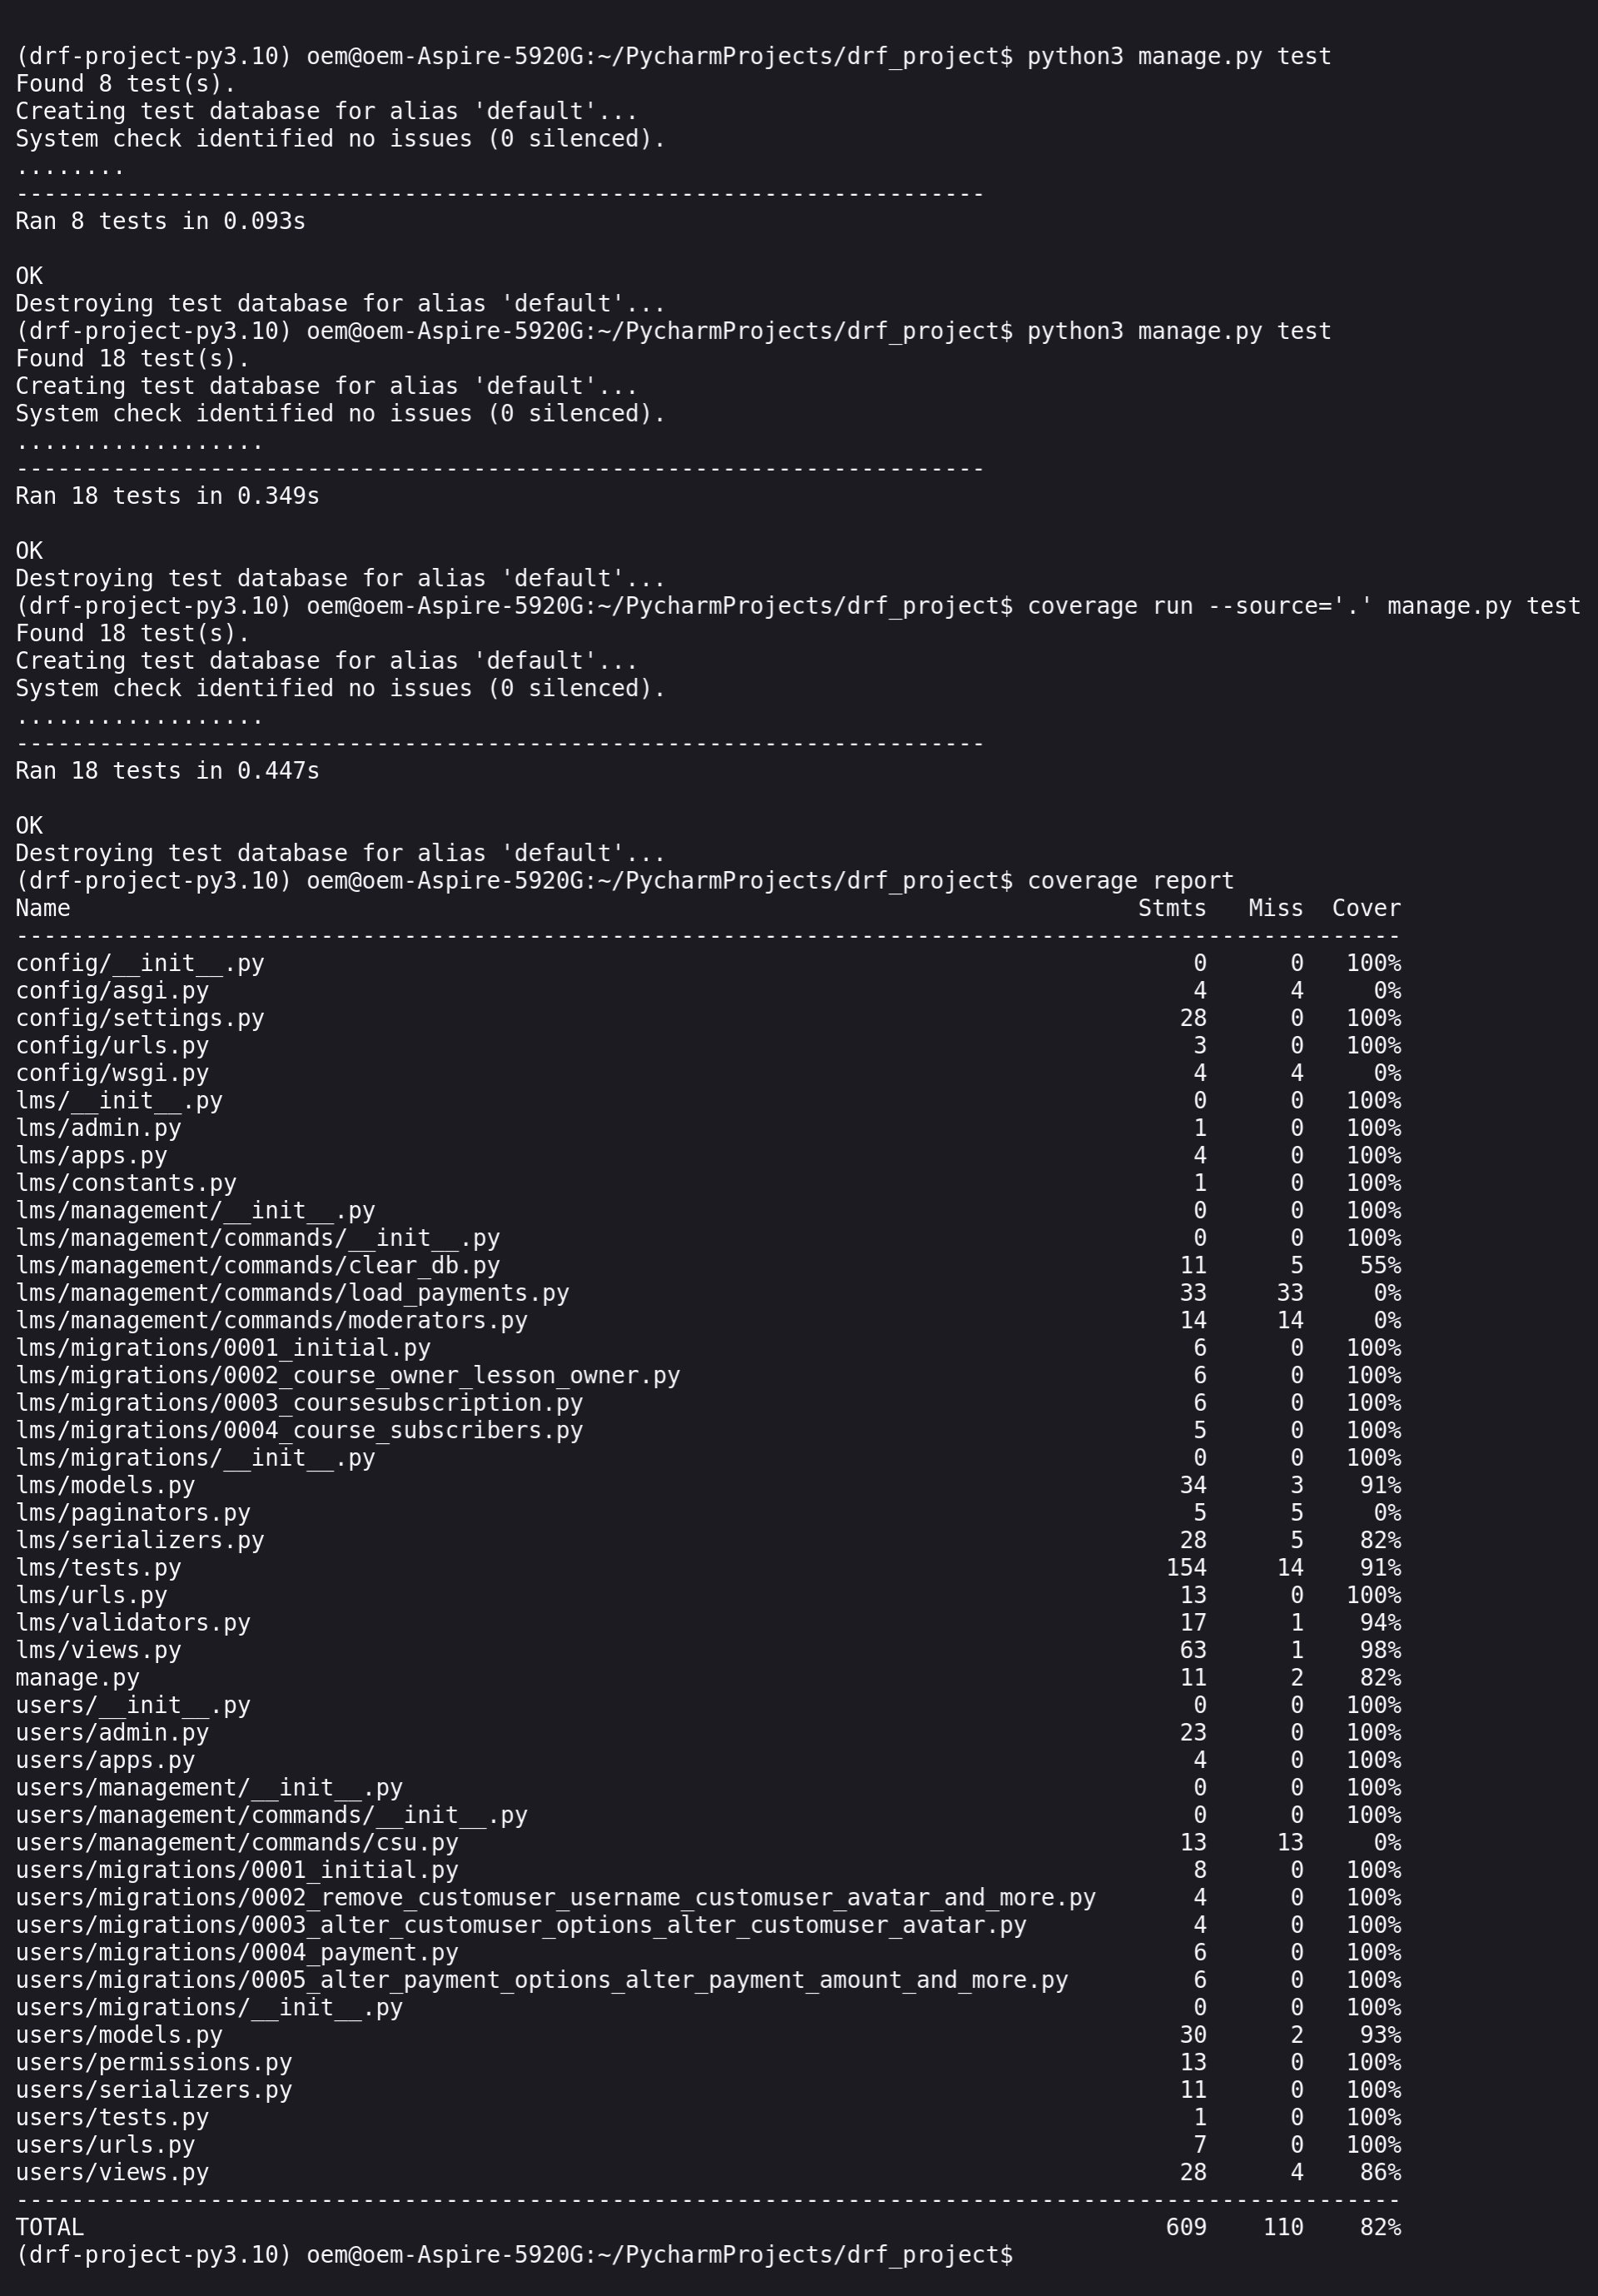 (drf-project-py3.10) oem@oem-Aspire-5920G:~/PycharmProjects/drf_project$ python3 manage.py test
Found 8 test(s).
Creating test database for alias 'default'...
System check identified no issues (0 silenced).
........
----------------------------------------------------------------------
Ran 8 tests in 0.093s

OK
Destroying test database for alias 'default'...
(drf-project-py3.10) oem@oem-Aspire-5920G:~/PycharmProjects/drf_project$ python3 manage.py test
Found 18 test(s).
Creating test database for alias 'default'...
System check identified no issues (0 silenced).
..................
----------------------------------------------------------------------
Ran 18 tests in 0.349s

OK
Destroying test database for alias 'default'...
(drf-project-py3.10) oem@oem-Aspire-5920G:~/PycharmProjects/drf_project$ coverage run --source='.' manage.py test
Found 18 test(s).
Creating test database for alias 'default'...
System check identified no issues (0 silenced).
..................
----------------------------------------------------------------------
Ran 18 tests in 0.447s

OK
Destroying test database for alias 'default'...
(drf-project-py3.10) oem@oem-Aspire-5920G:~/PycharmProjects/drf_project$ coverage report
Name Stmts Miss Cover
----------------------------------------------------------------------------------------------------
config/__init__.py 0 0 100%
config/asgi.py 4 4 0%
config/settings.py 28 0 100%
config/urls.py 3 0 100%
config/wsgi.py 4 4 0%
lms/__init__.py 0 0 100%
lms/admin.py 1 0 100%
lms/apps.py 4 0 100%
lms/constants.py 1 0 100%
lms/management/__init__.py 0 0 100%
lms/management/commands/__init__.py 0 0 100%
lms/management/commands/clear_db.py 11 5 55%
lms/management/commands/load_payments.py 33 33 0%
lms/management/commands/moderators.py 14 14 0%
lms/migrations/0001_initial.py 6 0 100%
lms/migrations/0002_course_owner_lesson_owner.py 6 0 100%
lms/migrations/0003_coursesubscription.py 6 0 100%
lms/migrations/0004_course_subscribers.py 5 0 100%
lms/migrations/__init__.py 0 0 100%
lms/models.py 34 3 91%
lms/paginators.py 5 5 0%
lms/serializers.py 28 5 82%
lms/tests.py 154 14 91%
lms/urls.py 13 0 100%
lms/validators.py 17 1 94%
lms/views.py 63 1 98%
manage.py 11 2 82%
users/__init__.py 0 0 100%
users/admin.py 23 0 100%
users/apps.py 4 0 100%
users/management/__init__.py 0 0 100%
users/management/commands/__init__.py 0 0 100%
users/management/commands/csu.py 13 13 0%
users/migrations/0001_initial.py 8 0 100%
users/migrations/0002_remove_customuser_username_customuser_avatar_and_more.py 4 0 100%
users/migrations/0003_alter_customuser_options_alter_customuser_avatar.py 4 0 100%
users/migrations/0004_payment.py 6 0 100%
users/migrations/0005_alter_payment_options_alter_payment_amount_and_more.py 6 0 100%
users/migrations/__init__.py 0 0 100%
users/models.py 30 2 93%
users/permissions.py 13 0 100%
users/serializers.py 11 0 100%
users/tests.py 1 0 100%
users/urls.py 7 0 100%
users/views.py 28 4 86%
----------------------------------------------------------------------------------------------------
TOTAL 609 110 82%
(drf-project-py3.10) oem@oem-Aspire-5920G:~/PycharmProjects/drf_project$